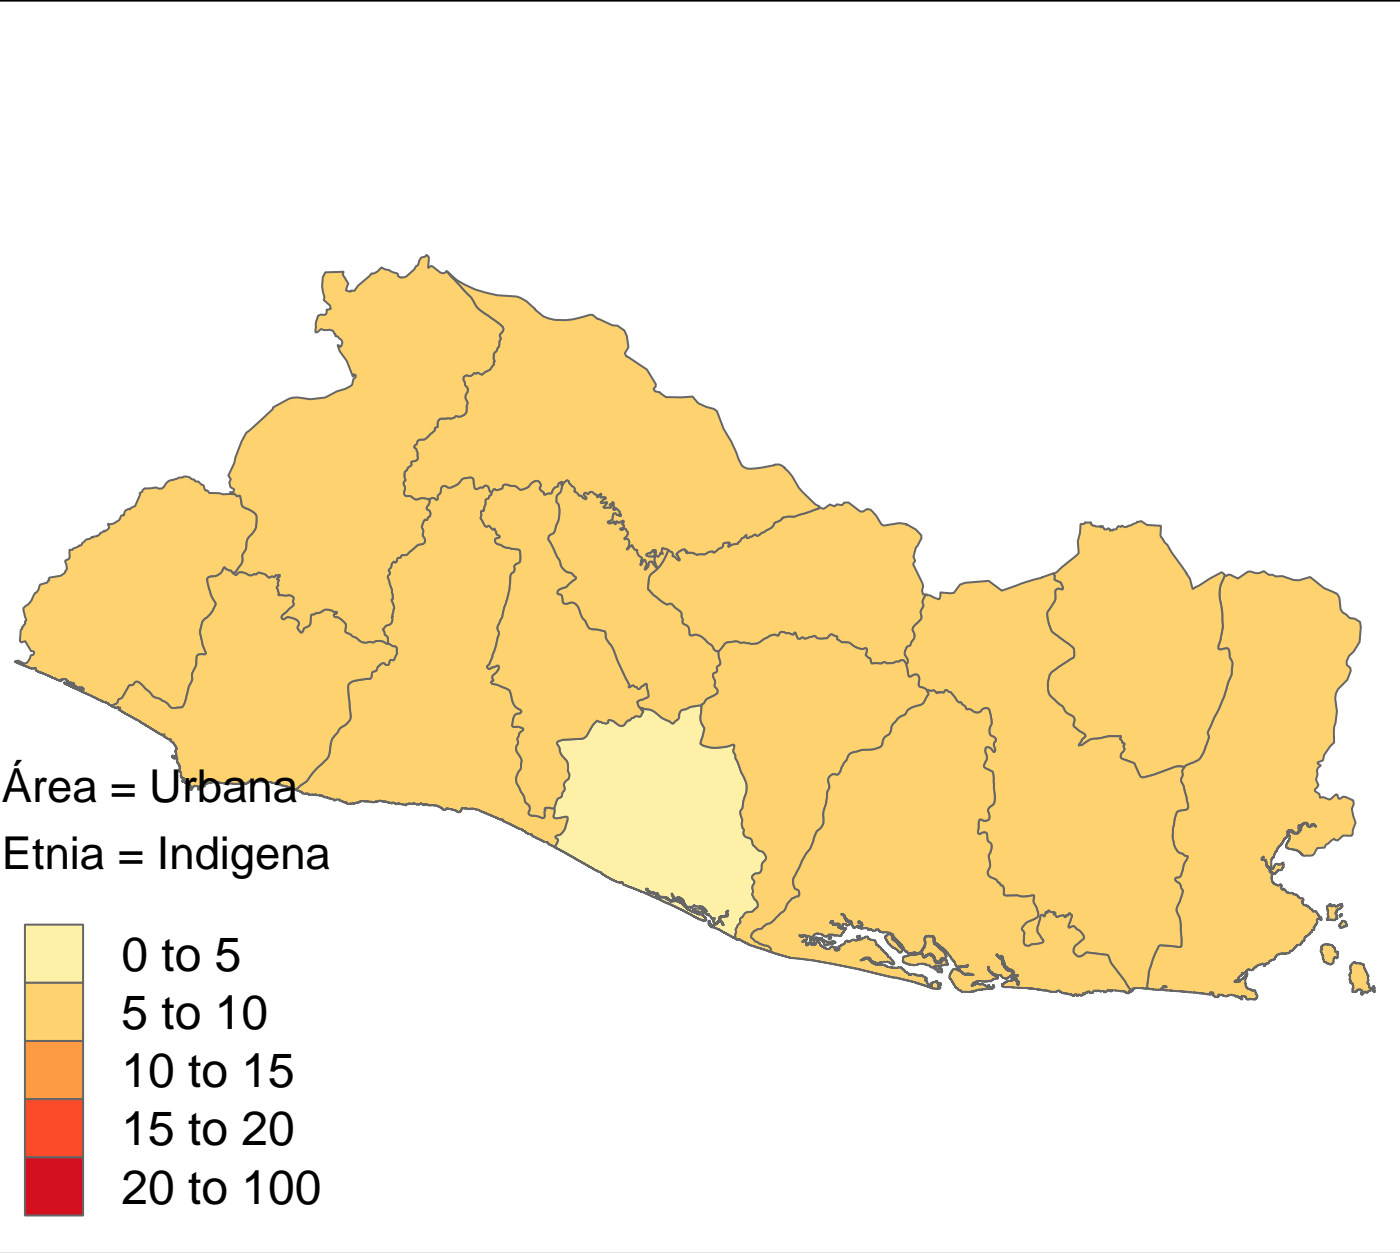 Área = Urbana
Etnia = Indigena
0 to 5
5 to 10
10 to 15
15 to 20
20 to 100